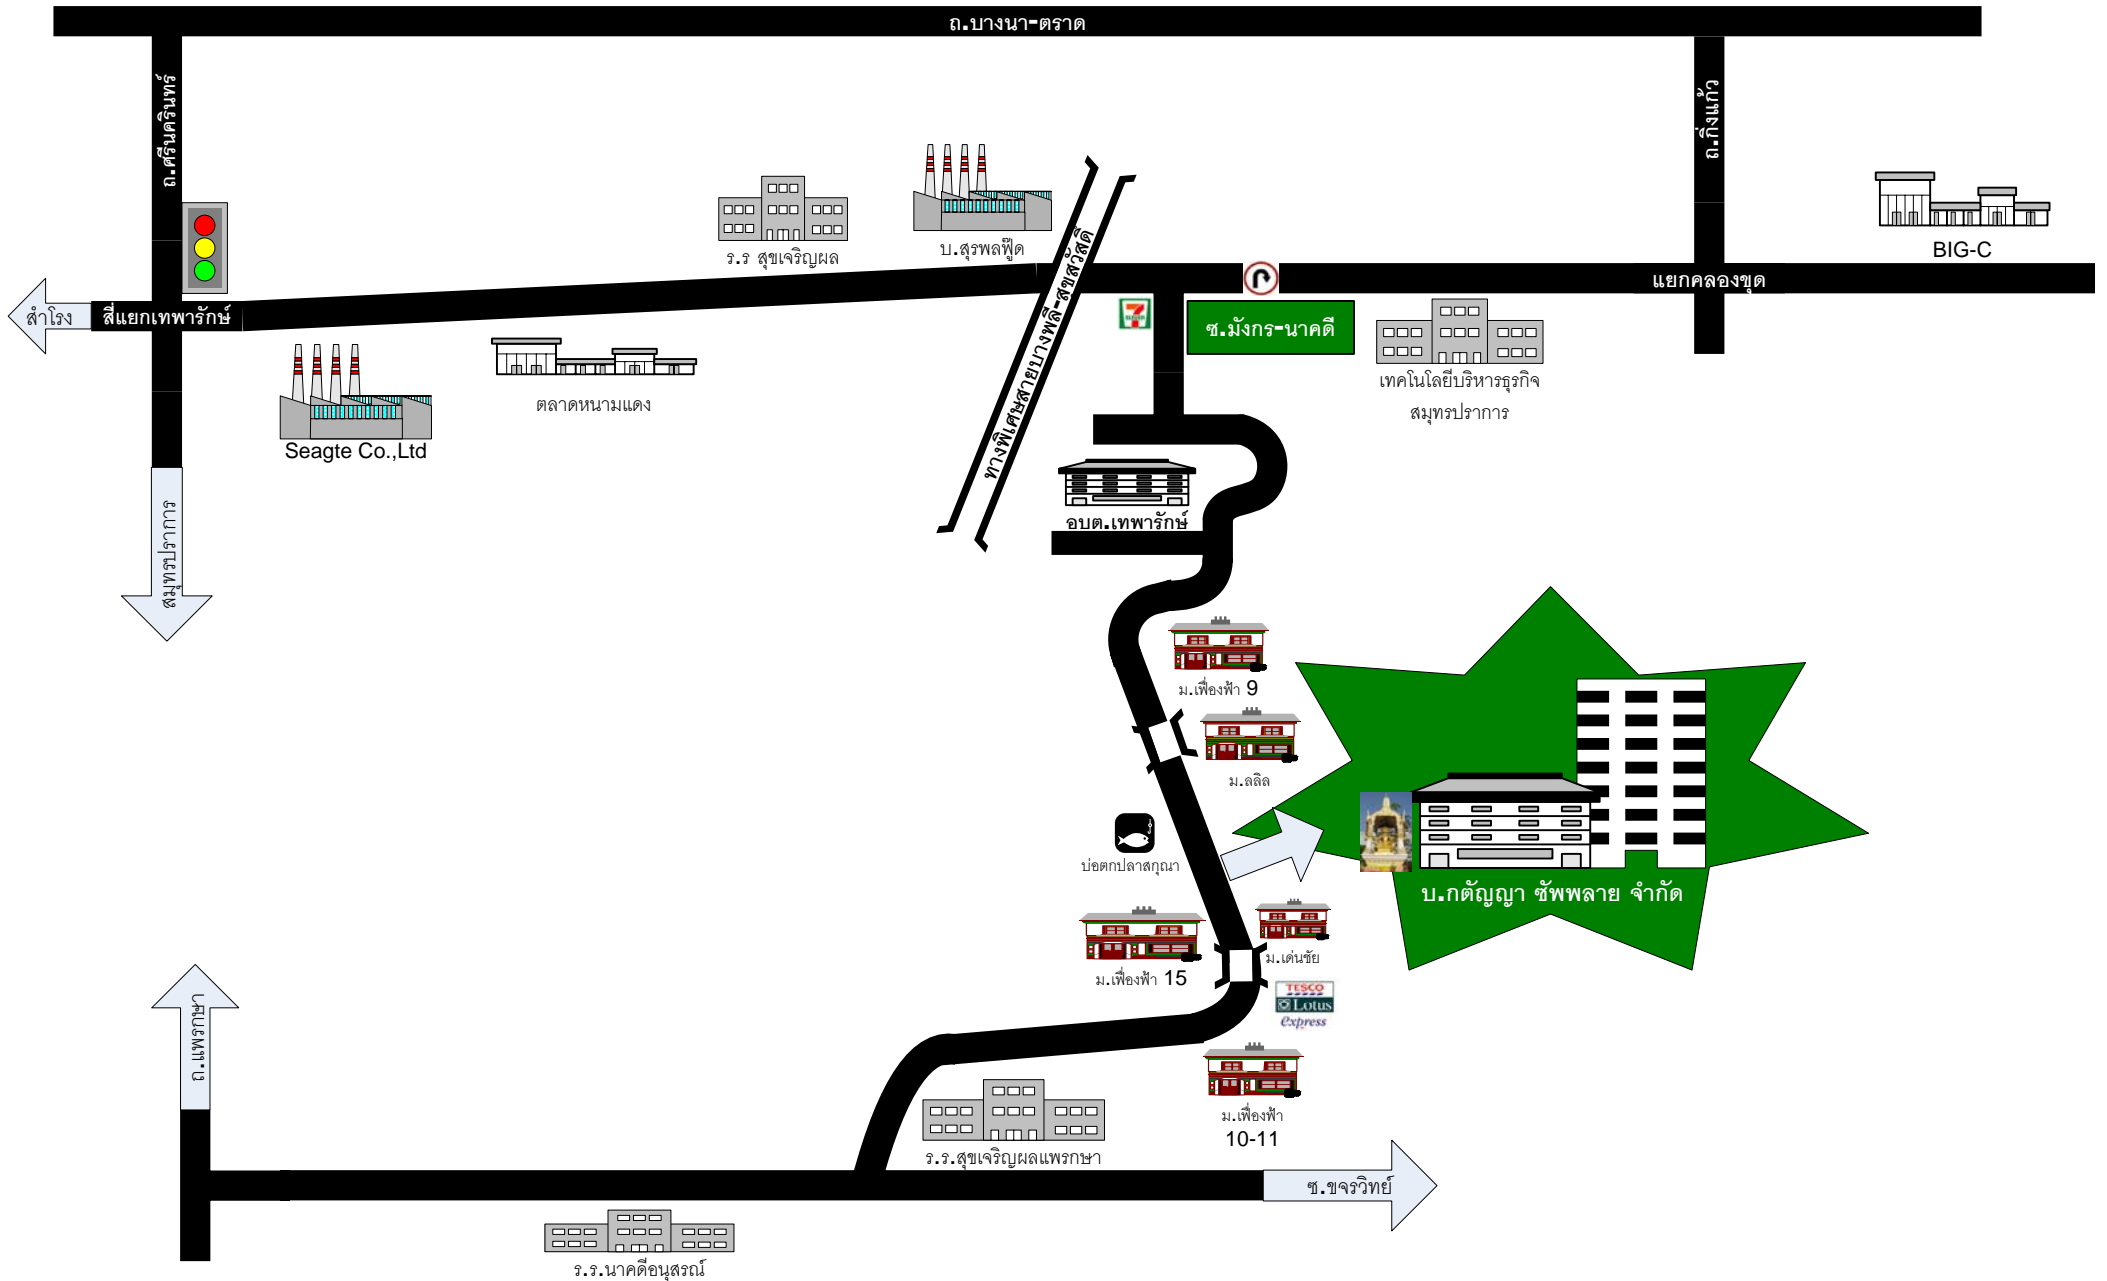 ถ.บางนา-ตราด
ถ.ศรีนครินทร์
ถ.กิ่งแก้ว
ร.ร สุขเจริญผล
บ.สุรพลฟู๊ด
BIG-C
สำโรง
สี่แยกเทพารักษ์
แยกคลองขุด
ทางพิเศษสายบางพลี-สุขสวัสดิ์
7
ELEVEN
ซ.มังกร-นาคดี
Seagte Co.,Ltd
ตลาดหนามแดง
เทคโนโลยีบริหารธุรกิจ
สมุทรปราการ
สมุทรปราการ
อบต.เทพารักษ์
ม.เฟื่องฟ้า 9
ม.ลลิล
บ่อตกปลาสกุณา
บ.กตัญญา ซัพพลาย จำกัด
ม.เด่นชัย
ม.เฟื่องฟ้า 15
TESCO
Lotus
express
ถ.แพรกษา
ม.เฟื่องฟ้า
10-11
ร.ร.สุขเจริญผลแพรกษา
ซ.ขจรวิทย์
ร.ร.นาคดีอนุสรณ์